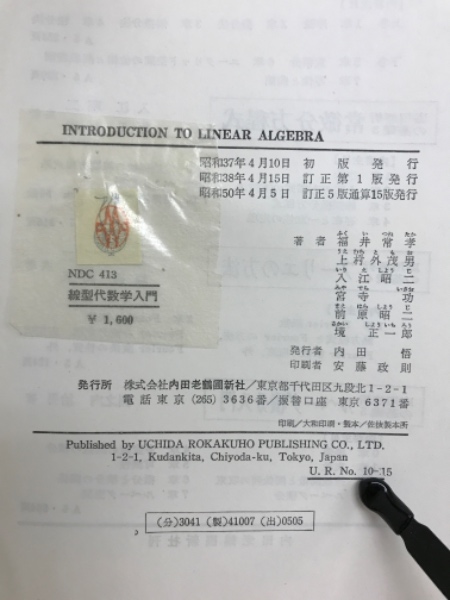 INTRODUCTION TO LINEAR ALGEBRA
昭和37年4月10日 初版発行
昭和38年4月15日 訂正第1版発行
昭和50年4月5日 訂正5版通算15版発行
NDC 413
線型代数学入門
¥ 1,600
著者 福井常孝
上村外茂男
入江昭二
宮寺功
前原昭二
境正一郎
発行者 内田悟
印刷者 安藤政則
発行所 株式会社内田老鶴圃新社/東京都千代田区九段北1-2-1
電話東京(265)3636番/振替口座 東京6371番
印刷/大和印刷・製本/佐伎製本所
Published by UCHIDA ROKAKUHO PUBLISHING CO., LTD.
1-2-1, Kudankita, Chiyoda-ku, Tokyo, Japan
U. R. No. 10-15
(分)3041 (製)41007 (出)0505